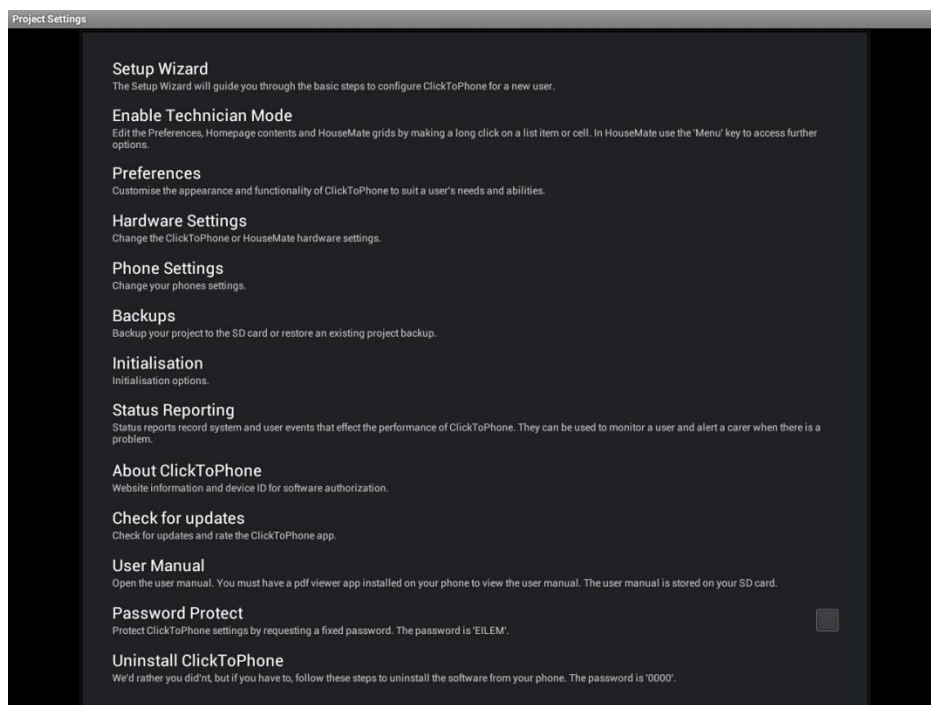 Project Settings
Setup Wizard
The Setup Wizard will guide you through the basic steps to configure ClickToPhone for a new user.
Enable Technician Mode
Edit the Preferences, Homepage contents and HouseMate grids by making a long click on a list item or cell. In HouseMate use the 'Menu' key to access further
options.
Preferences
Customise the appearance and functionality of ClickToPhone to suit a user's needs and abilities.
Hardware Settings
Change the ClickToPhone or HouseMate hardware settings.
Phone Settings
Change your phones settings.
Backups
Backup your project to the SD card or restore an existing project backup.
Initialisation
Initialisation options.
Status Reporting
Status reports record system and user events that effect the performance of ClickToPhone. They can be used to monitor a user and alert a carer when there is a
problem.
About ClickToPhone
Website information and device ID for software authorization.
Check for updates
Check for updates and rate the ClickToPhone app.
User Manual
Open the user manual. You must have a pdf viewer app installed on your phone to view the user manual. The user manual is stored on your SD card.
Password Protect
Protect ClickToPhone settings by requesting a fixed password. The password is 'EILEM'.
Uninstall ClickToPhone
We'd rather you did'nt, but if you have to, follow these steps to uninstall the software from your phone. The password is '0000'.